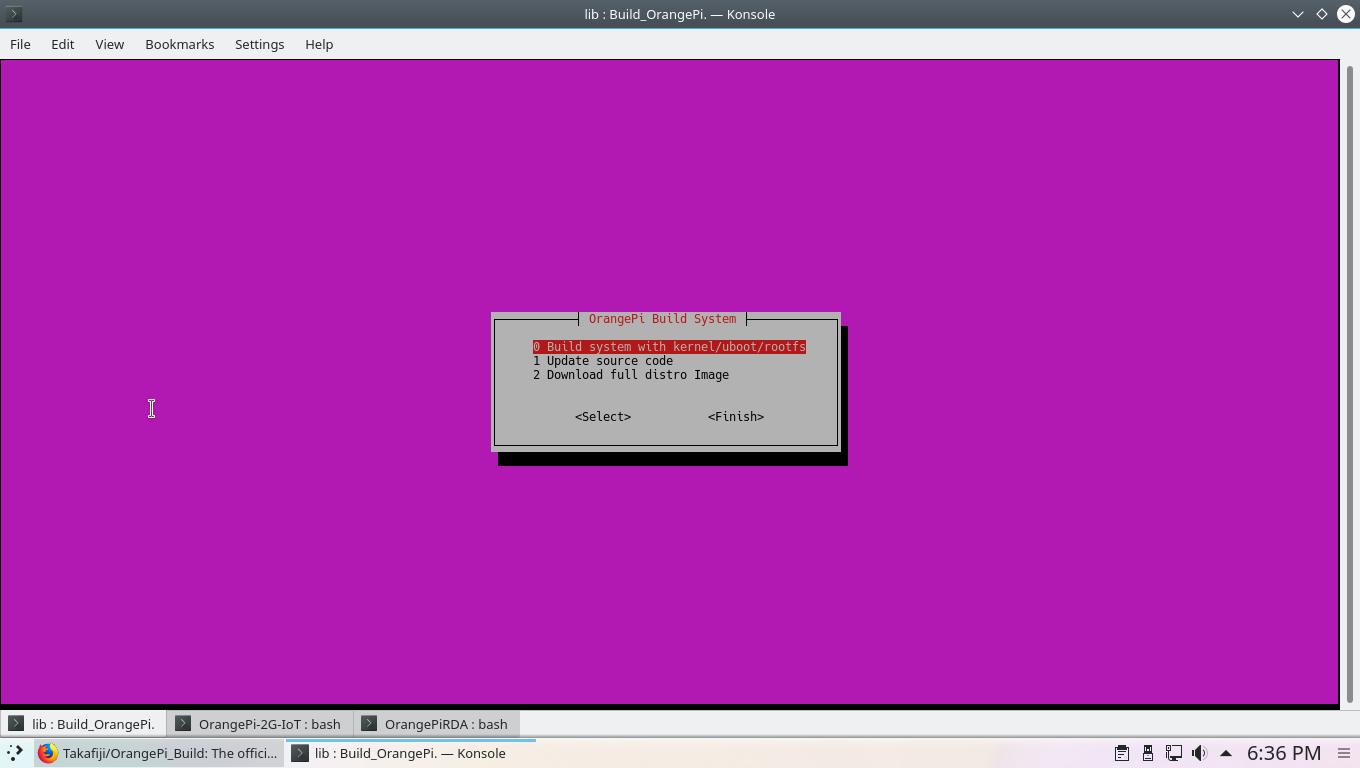 lib : Build_OrangePi. — Konsole
File Edit View Bookmarks Settings Help
OrangePi Build System
0 Build system with kernel/uboot/rootfs
1 Update source code
2 Download full distro Image
<Select> <Finish>
lib : Build_OrangePi. OrangePi-2G-IoT : bash OrangePiRDA : bash
Takafiji/OrangePi_Build: The offici... lib : Build_OrangePi. — Konsole 6:36 PM